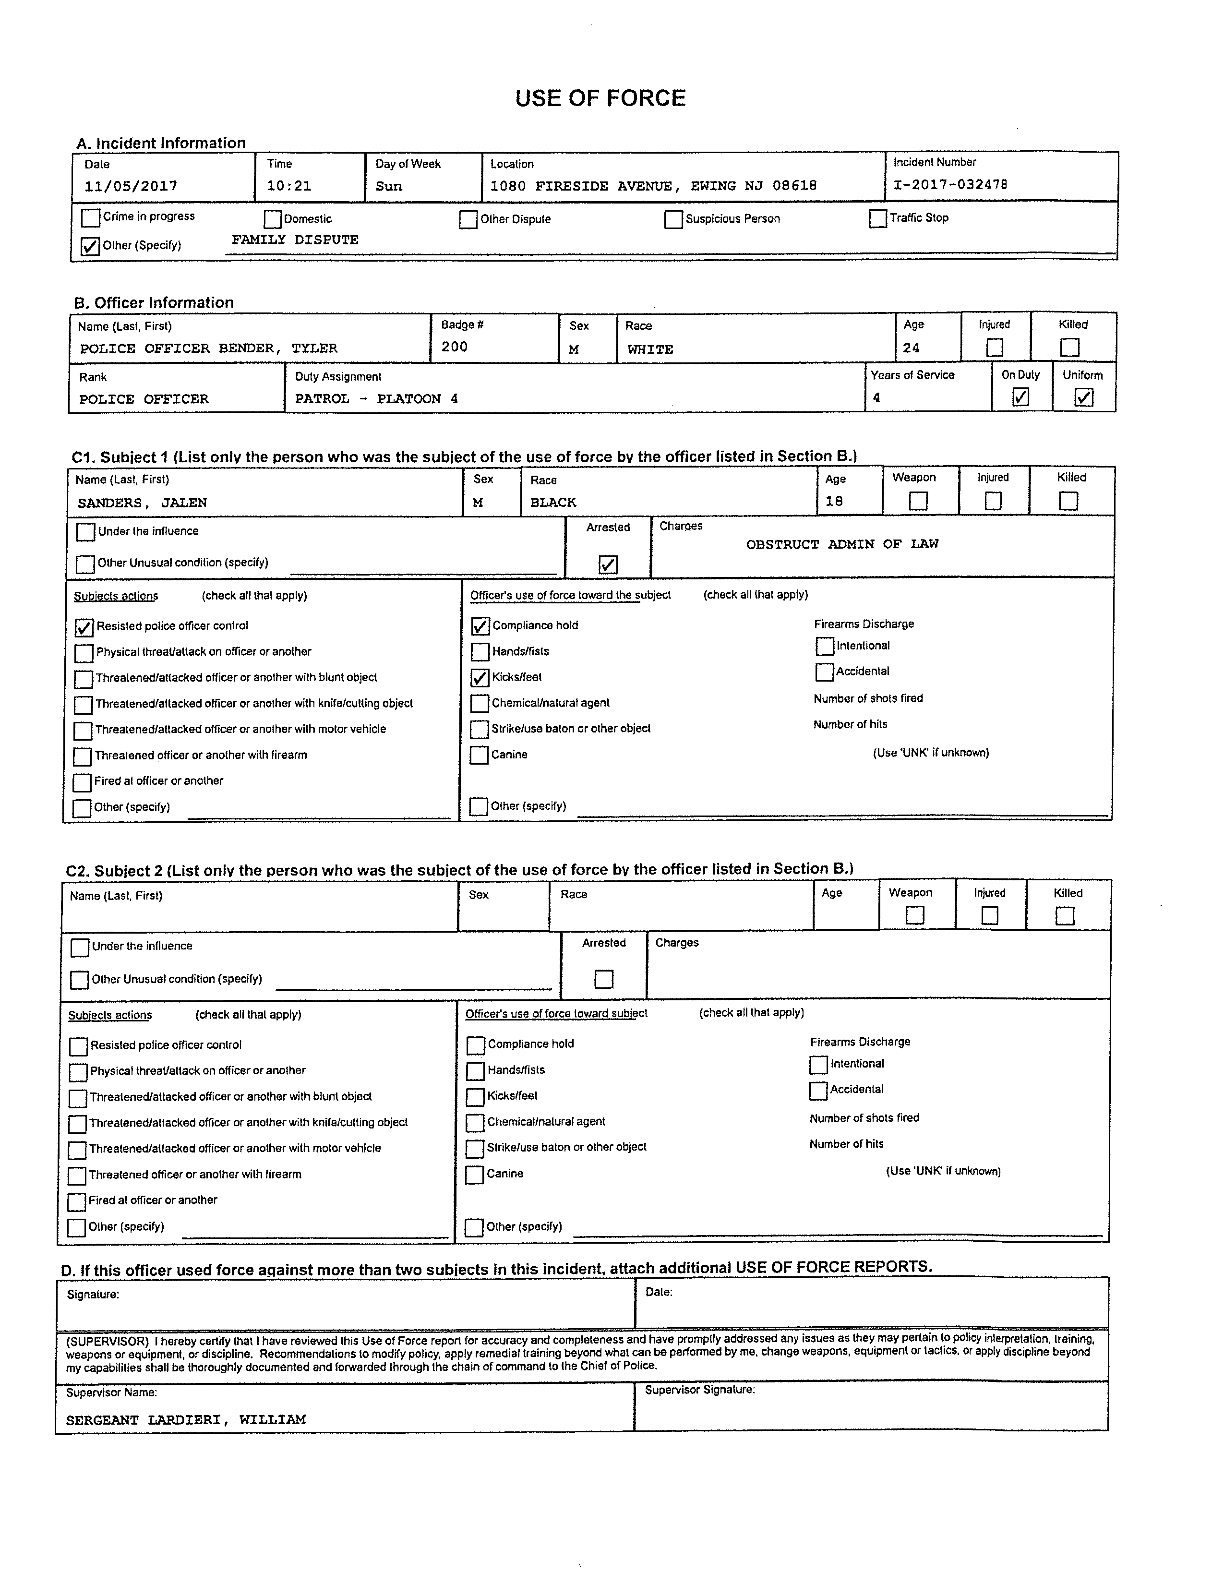 USE OF FORCE
A. Incident Information
Date Time Day of Week Location Incident Number
11/05/2017 10:21 Sun 1080 FIRESIDE AVENUE, EWING NJ 08618 I-2017-032478
Crime in progress Domestic Other Dispute Suspicious Person Traffic Stop
Other (Specify) FAMILY DISPUTE
B. Officer Information
Name (Last, First) Badge # Sex Race Age Injured Killed
POLICE OFFICER BENDER, TYLER 200 M WHITE 24
Rank Duty Assignment Years of Service On Duty Uniform
POLICE OFFICER PATROL - PLATOON 4 4
C1. Subject 1 (List only the person who was the subject of the use of force by the officer listed in Section B.)
Name (Last, First) Sex Race Age Weapon Injured Killed
SANDERS, JALEN M BLACK 18
Under the influence Arrested Charges
OBSTRUCT ADMIN OF LAW
Other Unusual condition (specify)
Subjects actions (check all that apply) Officer's use of force toward the subject (check all that apply)
Resisted police officer control Compliance hold Firearms Discharge
Physical threat/attack on officer or another Hands/fists Intentional
Threatened/attacked officer or another with blunt object Kicks/feet Accidental
Threatened/attacked officer or another with knife/cutting object Chemical/natural agent Number of shots fired
Threatened/attacked officer or another with motor vehicle Strike/use baton or other object Number of hits
Threatened officer or another with firearm Canine (Use 'UNK' if unknown)
Fired at officer or another
Other (specify) Other (specify)
C2. Subject 2 (List only the person who was the subject of the use of force by the officer listed in Section B.)
Name (Last, First) Sex Race Age Weapon Injured Killed
Under the influence Arrested Charges
Other Unusual condition (specify)
Subjects actions (check all that apply) Officer's use of force toward subject (check all that apply)
Resisted police officer control Compliance hold Firearms Discharge
Physical threat/attack on officer or another Hands/fists Intentional
Threatened/attacked officer or another with blunt object Kicks/feet Accidental
Threatened/attacked officer or another with knife/cutting object Chemical/natural agent Number of shots fired
Threatened/attacked officer or another with motor vehicle Strike/use baton or other object Number of hits
Threatened officer or another with firearm Canine (Use 'UNK' if unknown)
Fired at officer or another
Other (specify) Other (specify)
D. If this officer used force against more than two subjects in this incident, attach additional USE OF FORCE REPORTS.
Signature: Date:
(SUPERVISOR) I hereby certify that I have reviewed this Use of Force report for accuracy and completeness and have promptly addressed any issues as they may pertain to policy interpretation, training,
weapons or equipment, or discipline. Recommendations to modify policy, apply remedial training beyond what can be performed by me, change weapons, equipment or tactics, or apply discipline beyond
my capabilities shall be thoroughly documented and forwarded through the chain of command to the Chief of Police.
Supervisor Name: Supervisor Signature:
SERGEANT LARDIERI, WILLIAM